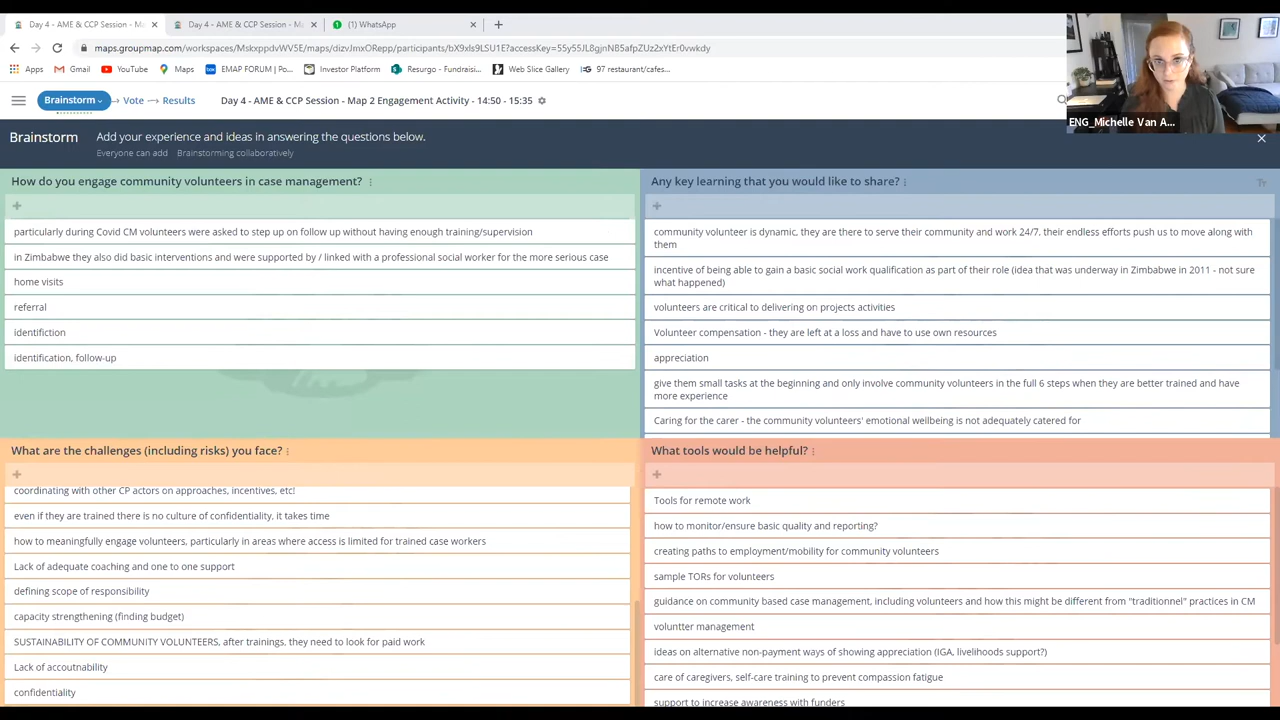 Day 4 - AME & CCP Session - Ma
Day 4 - AME & CCP Session - Ma
(1) WhatsApp
maps.groupmap.com/workspaces/MskxppdvWV5E/maps/dizvJmxORepp/participants/bX9xls9LSU1E?accessKey=55y55JL8gjnNB5afpZUz2xYtEr0vwkdy
Apps
Gmail
YouTube
Maps
EMAP FORUM | Po...
Investor Platform
Resurgo - Fundraisi...
Web Slice Gallery
97 restaurant/cafes...
Brainstorm
Vote
Results
Day 4 - AME & CCP Session - Map 2 Engagement Activity - 14:50 - 15:35
ENG_Michelle Van A...
Brainstorm
Add your experience and ideas in answering the questions below.
Everyone can add Brainstorming collaboratively
How do you engage community volunteers in case management?
particularly during Covid CM volunteers were asked to step up on follow up without having enough training/supervision
in Zimbabwe they also did basic interventions and were supported by / linked with a professional social worker for the more serious case
home visits
referral
identifiction
identification, follow-up
Any key learning that you would like to share?
community volunteer is dynamic, they are there to serve their community and work 24/7, their endless efforts push us to move along with
them
incentive of being able to gain a basic social work qualification as part of their role (idea that was underway in Zimbabwe in 2011 - not sure
what happened)
volunteers are critical to delivering on projects activities
Volunteer compensation - they are left at a loss and have to use own resources
appreciation
give them small tasks at the beginning and only involve community volunteers in the full 6 steps when they are better trained and have
more experience
Caring for the carer - the community volunteers' emotional wellbeing is not adequately catered for
What are the challenges (including risks) you face?
coordinating with other CP actors on approaches, incentives, etc!
even if they are trained there is no culture of confidentiality, it takes time
how to meaningfully engage volunteers, particularly in areas where access is limited for trained case workers
Lack of adequate coaching and one to one support
defining scope of responsibility
capacity strengthening (finding budget)
SUSTAINABILITY OF COMMUNITY VOLUNTEERS, after trainings, they need to look for paid work
Lack of accoutnability
confidentiality
What tools would be helpful?
Tools for remote work
how to monitor/ensure basic quality and reporting?
creating paths to employment/mobility for community volunteers
sample TORs for volunteers
guidance on community based case management, including volunteers and how this might be different from "traditionnel" practices in CM
voluntter management
ideas on alternative non-payment ways of showing appreciation (IGA, livelihoods support?)
care of caregivers, self-care training to prevent compassion fatigue
support to increase awareness with funders